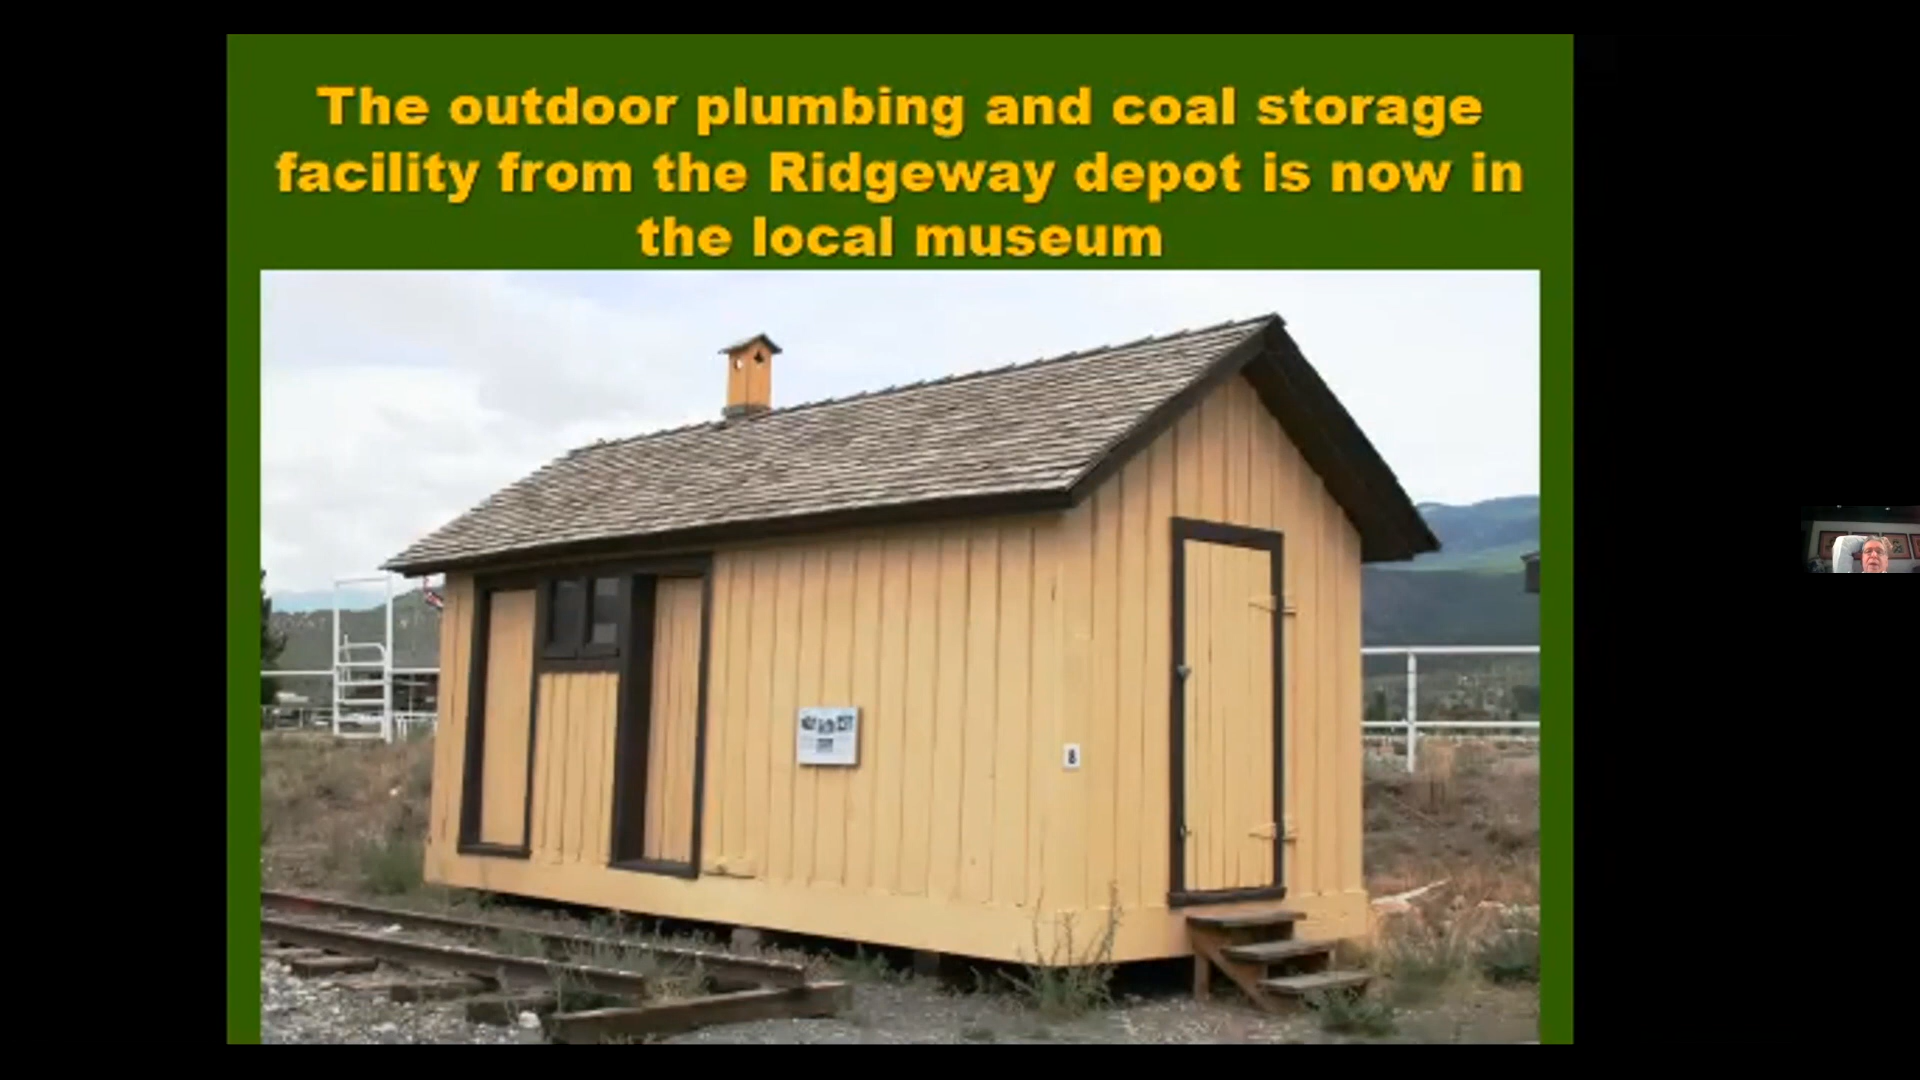 The outdoor plumbing and coal storage
facility from the Ridgeway depot is now in
the local museum
8